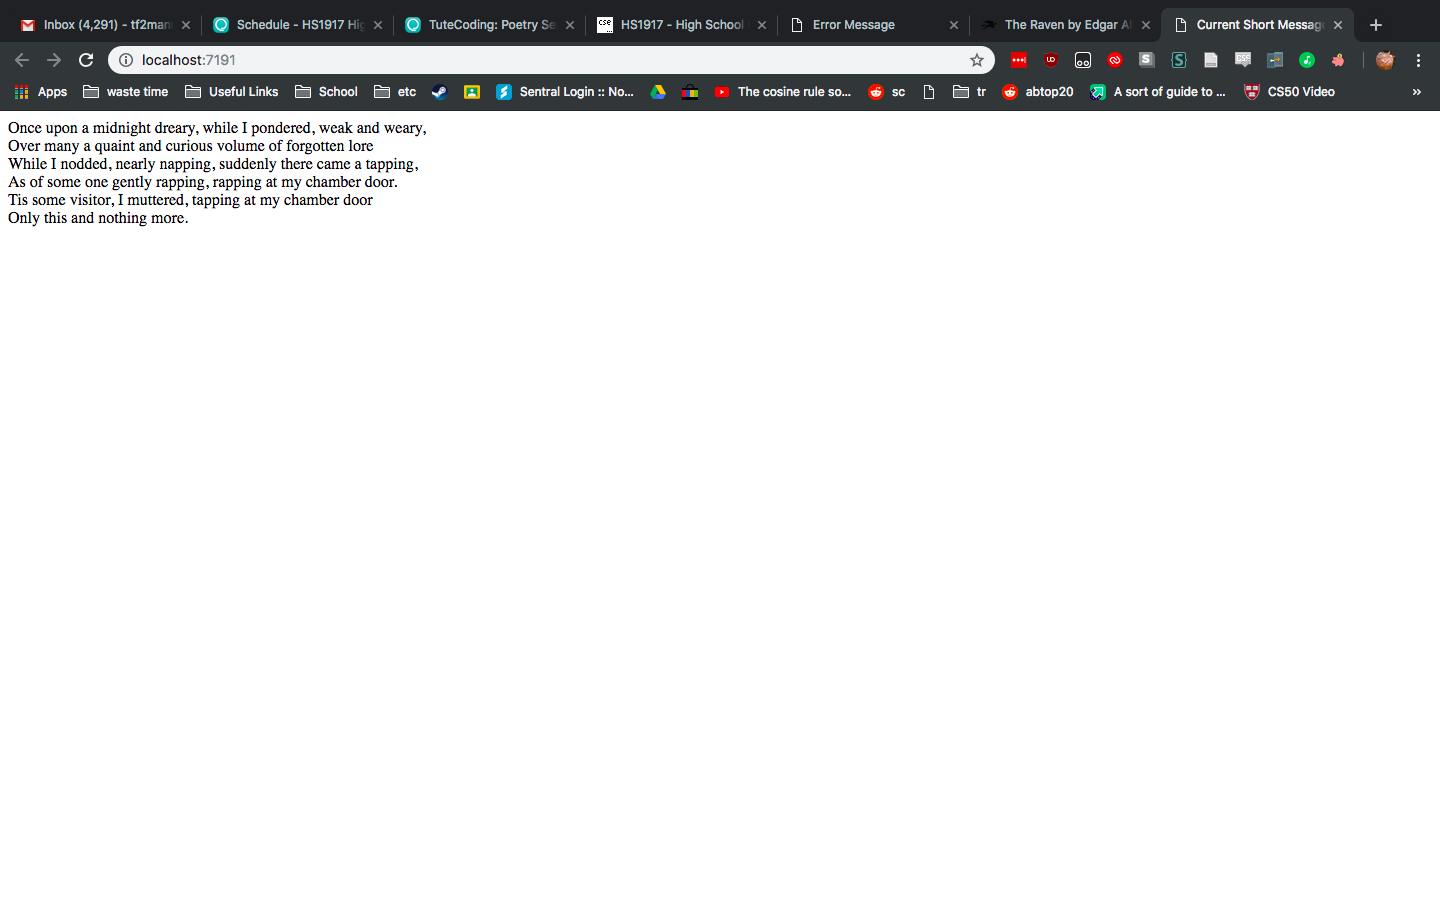 Inbox (4,291) - tf2man
Schedule - HS1917 Hig
TuteCoding: Poetry Se
HS1917 - High School
Error Message
The Raven by Edgar Al
Current Short Messag
localhost:7191
Apps
waste time
Useful Links
School
etc
Sentral Login :: No...
The cosine rule so...
sc
tr
abtop20
A sort of guide to ...
CS50 Video
»
Once upon a midnight dreary, while I pondered, weak and weary,
Over many a quaint and curious volume of forgotten lore
While I nodded, nearly napping, suddenly there came a tapping,
As of some one gently rapping, rapping at my chamber door.
Tis some visitor, I muttered, tapping at my chamber door
Only this and nothing more.